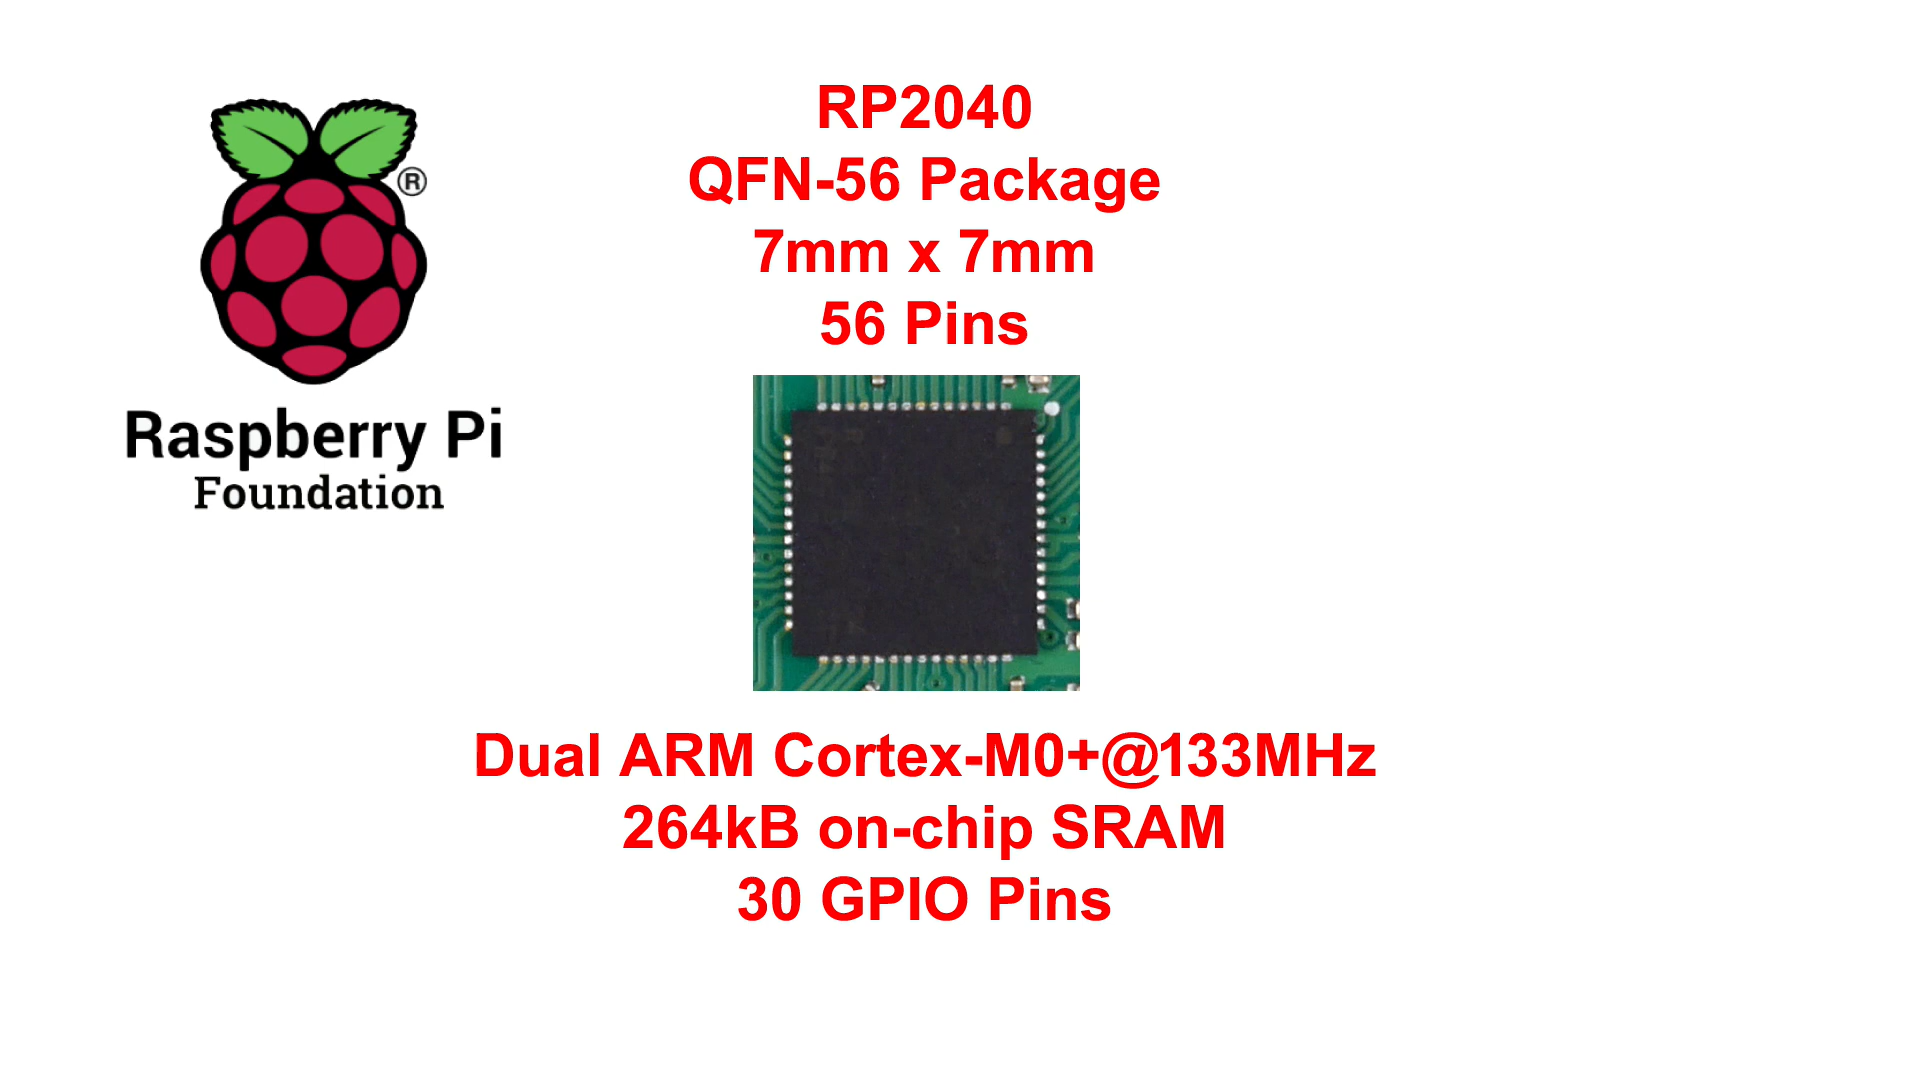 RP2040
QFN-56 Package
7mm x 7mm
56 Pins
®
Raspberry Pi
Foundation
Dual ARM Cortex-M0+@133MHz
264kB on-chip SRAM
30 GPIO Pins